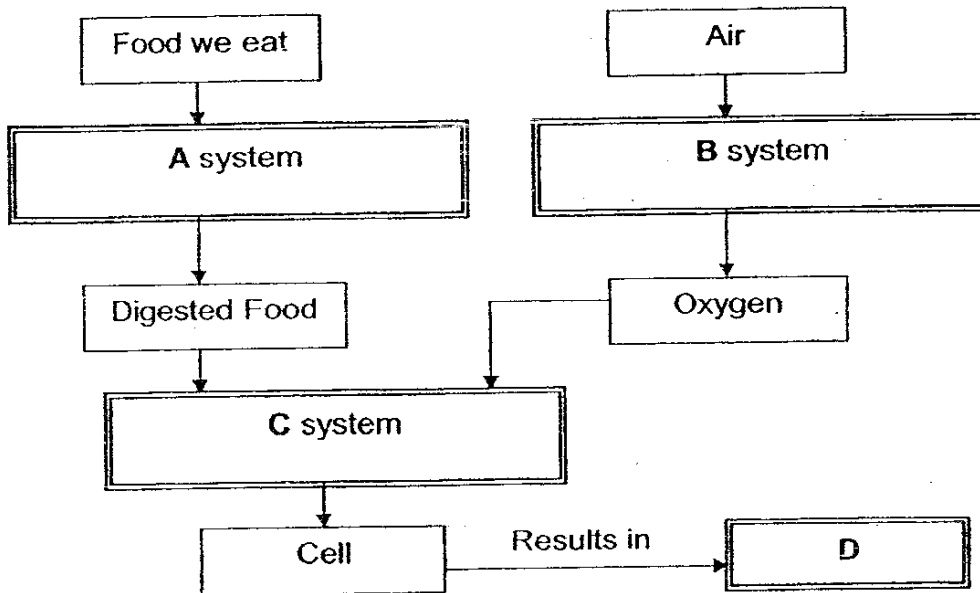 Food we eat
Air
A system
B system
Digested Food
Oxygen
C system
Cell
Results in
D